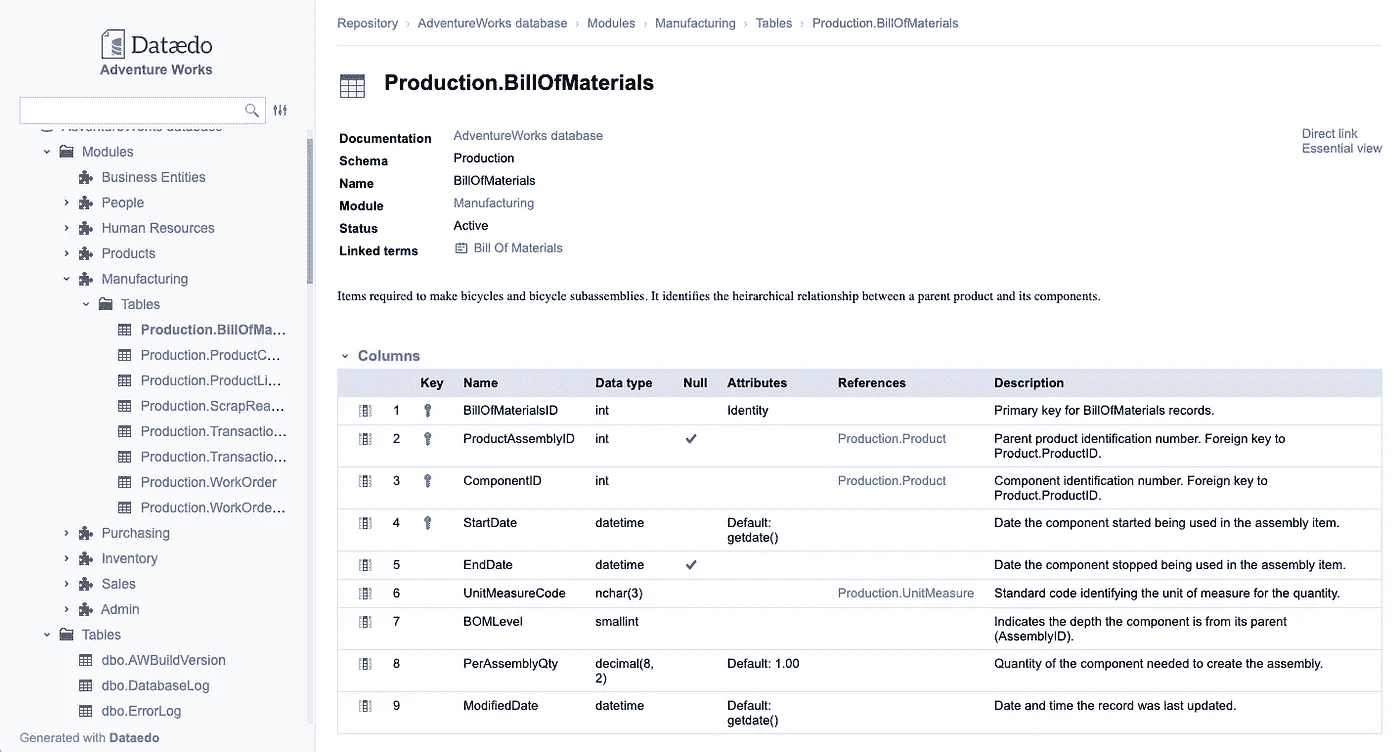 Dataedo
Adventure Works
AdventureWorks database
Modules
Business Entities
People
Human Resources
Products
Manufacturing
Tables
Production.BillOfMa...
Production.ProductC...
Production.ProductLi...
Production.ScrapRea...
Production.Transactio...
Production.Transactio...
Production.WorkOrder
Production.WorkOrde...
Purchasing
Inventory
Sales
Admin
Tables
dbo.AWBuildVersion
dbo.DatabaseLog
dbo.ErrorLog
Generated with Dataedo
Repository › AdventureWorks database › Modules › Manufacturing › Tables › Production.BillOfMaterials
Production.BillOfMaterials
Documentation AdventureWorks database
Schema Production
Name BillOfMaterials
Module Manufacturing
Status Active
Linked terms Bill Of Materials
Direct link
Essential view
Items required to make bicycles and bicycle subassemblies. It identifies the heirarchical relationship between a parent product and its components.
Columns
Key Name Data type Null Attributes References Description
1 BillOfMaterialsID int Identity Primary key for BillOfMaterials records.
2 ProductAssemblyID int ✓ Production.Product Parent product identification number. Foreign key to
Product.ProductID.
3 ComponentID int Production.Product Component identification number. Foreign key to
Product.ProductID.
4 StartDate datetime Default: Date the component started being used in the assembly item.
getdate()
5 EndDate datetime ✓ Date the component stopped being used in the assembly item.
6 UnitMeasureCode nchar(3) Production.UnitMeasure Standard code identifying the unit of measure for the quantity.
7 BOMLevel smallint Indicates the depth the component is from its parent
(AssemblyID).
8 PerAssemblyQty decimal(8, Default: 1.00 Quantity of the component needed to create the assembly.
2)
9 ModifiedDate datetime Default: Date and time the record was last updated.
getdate()